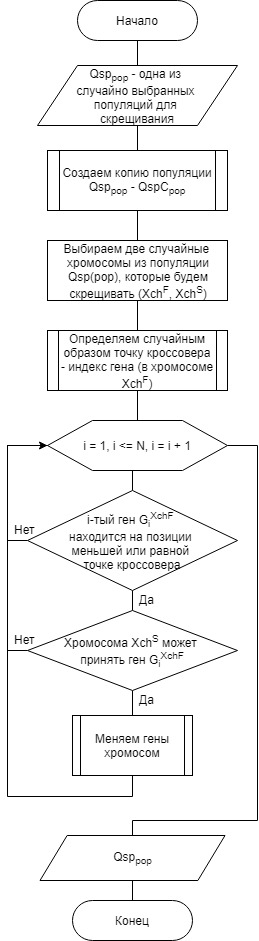 Начало
Qsp_pop - одна из
случайно выбранных
популяций для
скрещивания
Создаем копию популяции
Qsp_pop - QspC_pop
Выбираем две случайные
хромосомы из популяции
Qsp(pop), которые будем
скрещивать (Xch^F, Xch^S)
Определяем случайным
образом точку кроссовера
- индекс гена (в хромосоме
Xch^F)
i = 1, i <= N, i = i + 1
Нет
i-тый ген G_i^XchF
находится на позиции
меньшей или равной
точке кроссовера
Да
Нет
Хромосома Xch^S может
принять ген G_i^XchF
Да
Меняем гены
хромосом
Qsp_pop
Конец